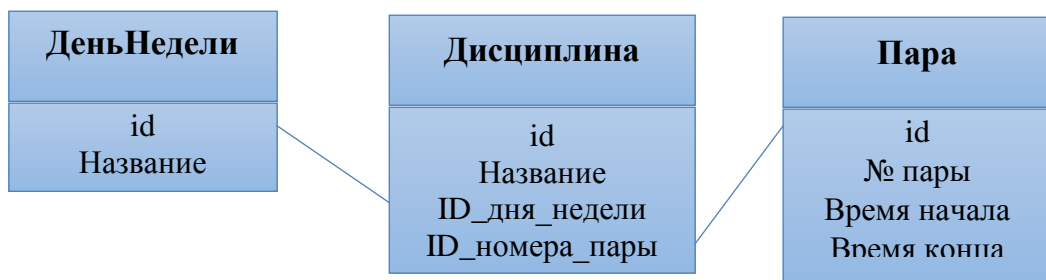 ДеньНедели
id
Название
Дисциплина
id
Название
ID_дня_недели
ID_номера_пары
Пара
id
№ пары
Время начала
Время конца